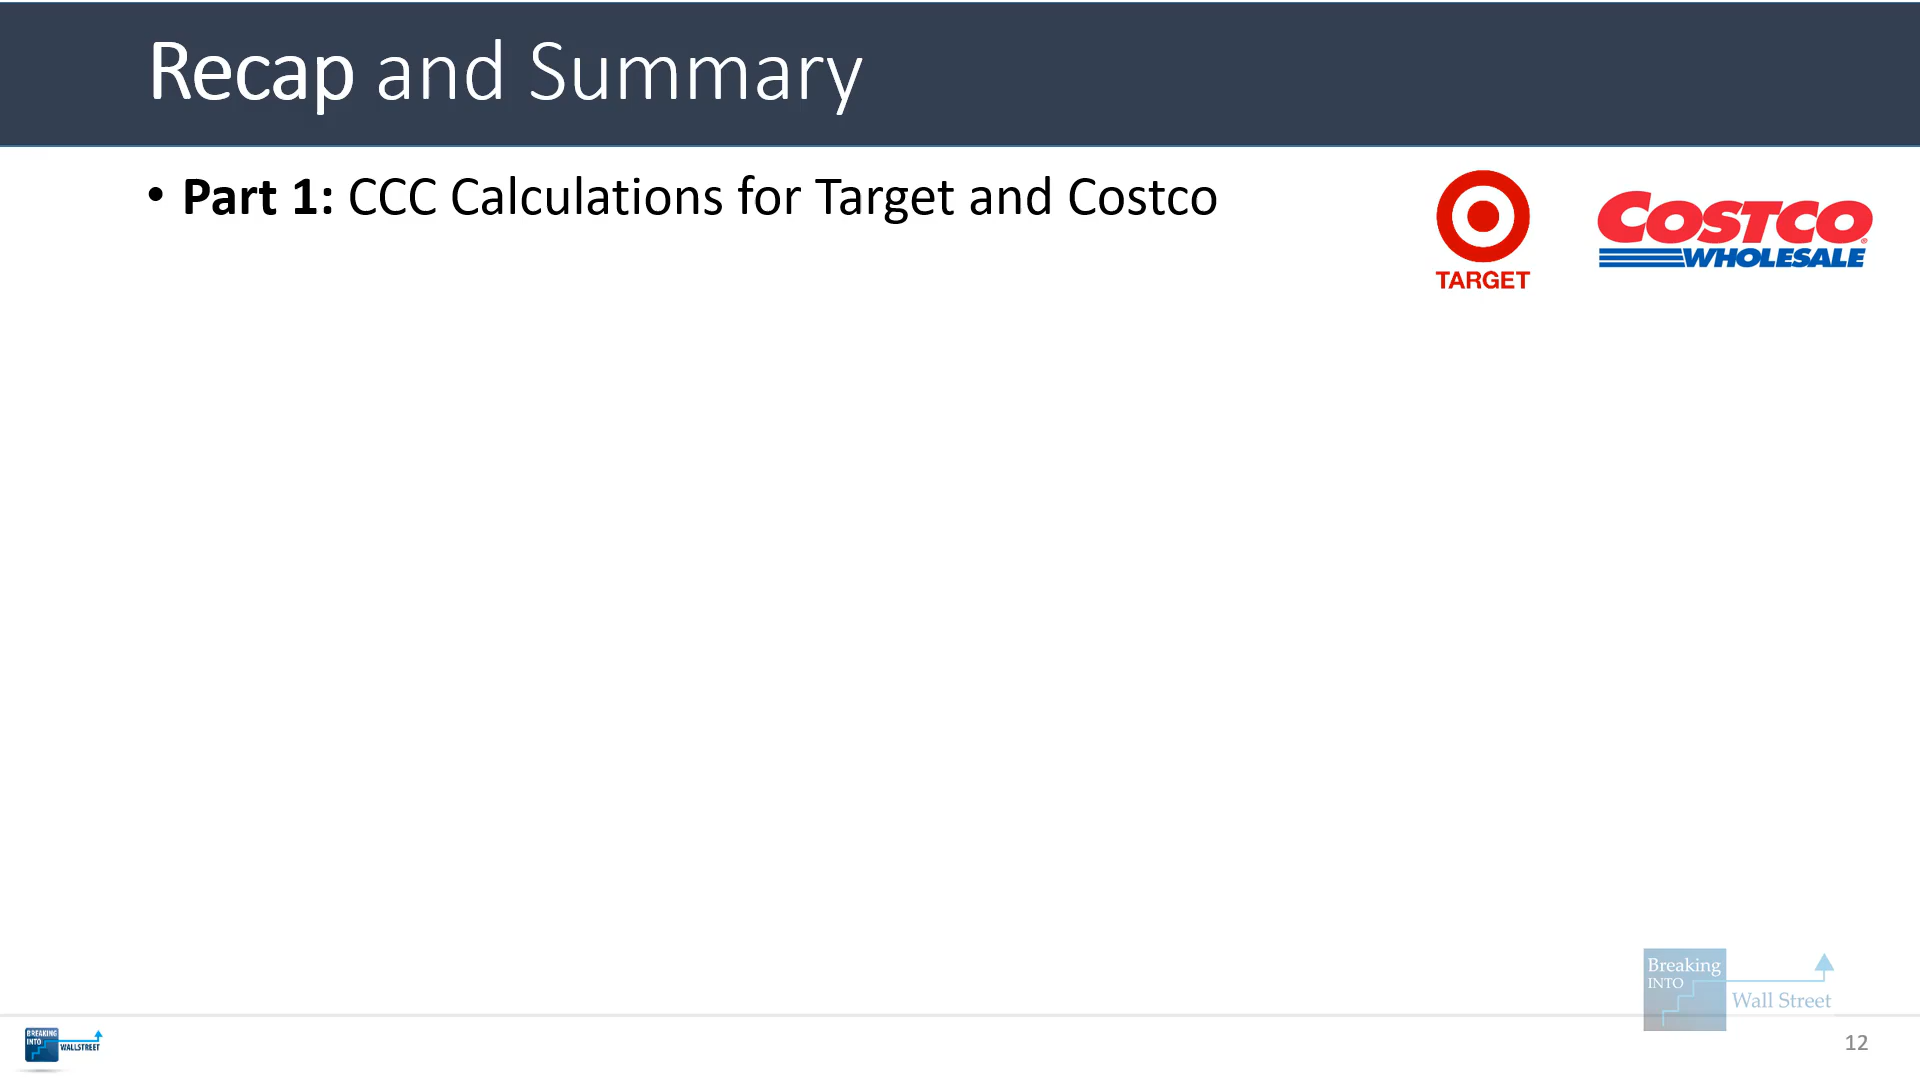 Recap and Summary
• Part 1: CCC Calculations for Target and Costco
TARGET
COSTCO
WHOLESALE
Breaking
INTO
Wall Street
BREAKING
INTO
WALLSTREET
12